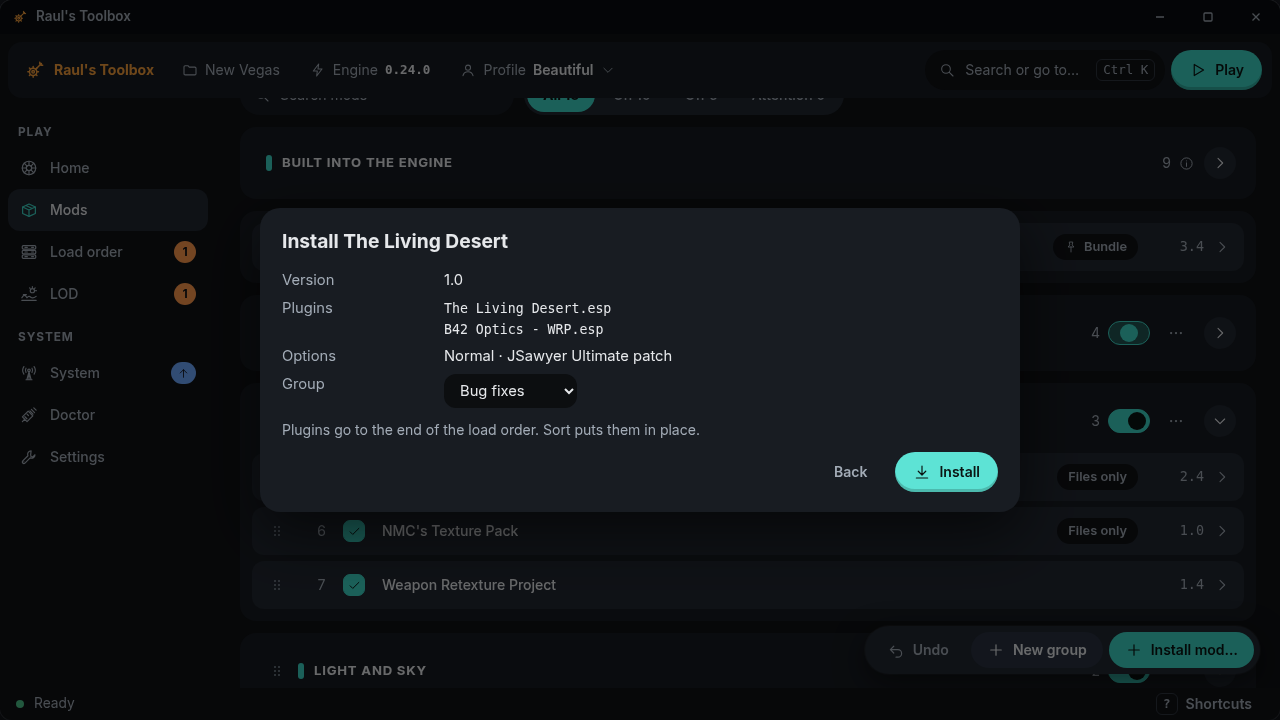 Raul's Toolbox
Raul's Toolbox
New Vegas
Engine 0.24.0
Profile Beautiful
Search or go to...
Ctrl K
Play
Search mods
PLAY
Home
Mods
Load order 1
LOD 1
SYSTEM
System
Doctor
Settings
BUILT INTO THE ENGINE
9
Bundle
3.4
4
3
Install The Living Desert
Version 1.0
Plugins The Living Desert.esp
B42 Optics - WRP.esp
Options Normal · JSawyer Ultimate patch
Group Bug fixes
Plugins go to the end of the load order. Sort puts them in place.
Back
Install
Files only
2.4
6 NMC's Texture Pack Files only 1.0
7 Weapon Retexture Project 1.4
LIGHT AND SKY
Undo
New group
Install mod...
Ready
? Shortcuts